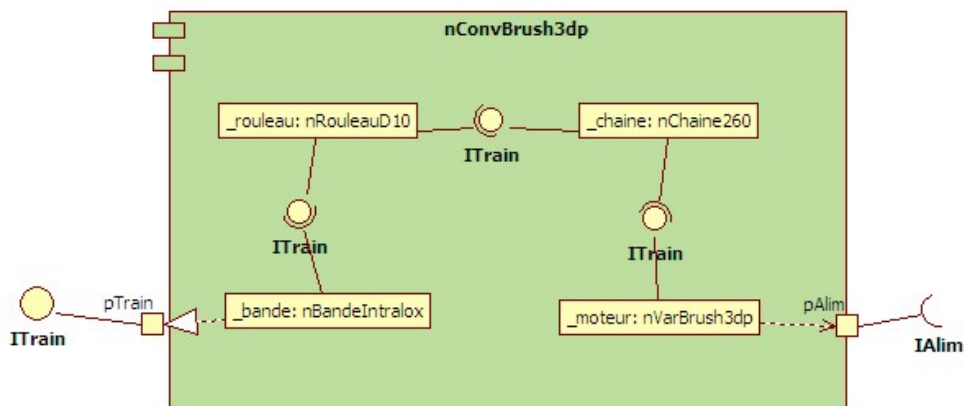 nConvBrush3dp
_rouleau: nRouleauD10
_chaine: nChaine260
ITrain
ITrain
ITrain
pTrain
_bande: nBandeIntralox
_moteur: nVarBrush3dp
pAlim
ITrain
IAlim